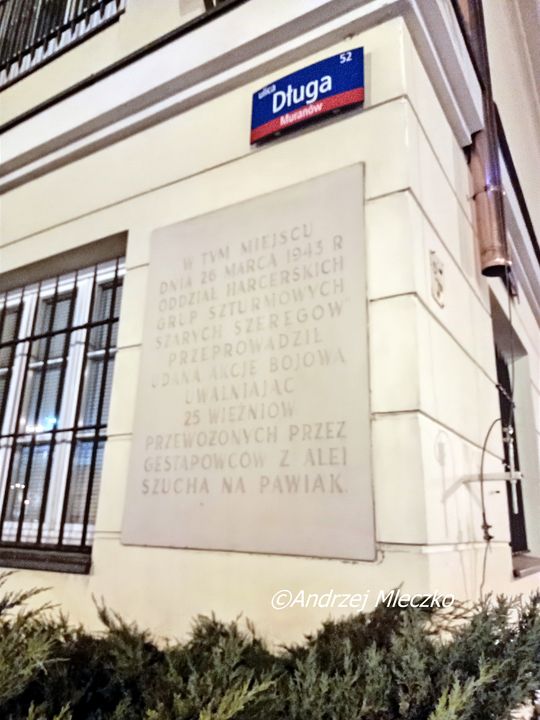 52
ulica
Długa
Muranów
W TYM MIEJSCU
DNIA 26 MARCA 1943 R
ODDZIAŁ HARCERSKICH
GRUP SZTURMOWYCH
SZARYCH SZEREGÓW
PRZEPROWADZIŁ
UDANĄ AKCJĘ BOJOWĄ
UWALNIAJĄC
25 WIĘŹNIÓW
PRZEWOŻONYCH PRZEZ
GESTAPOWCÓW Z ALEI
SZUCHA NA PAWIAK.
©Andrzej Mleczko